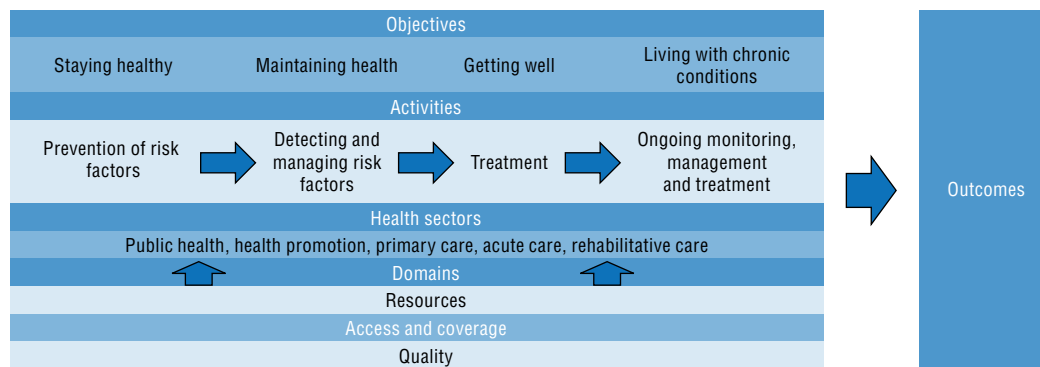 Objectives
Staying healthy
Maintaining health
Getting well
Living with chronic
conditions
Activities
Prevention of risk
factors
Detecting and
managing risk
factors
Treatment
Ongoing monitoring,
management
and treatment
Health sectors
Public health, health promotion, primary care, acute care, rehabilitative care
Domains
Resources
Access and coverage
Quality
Outcomes